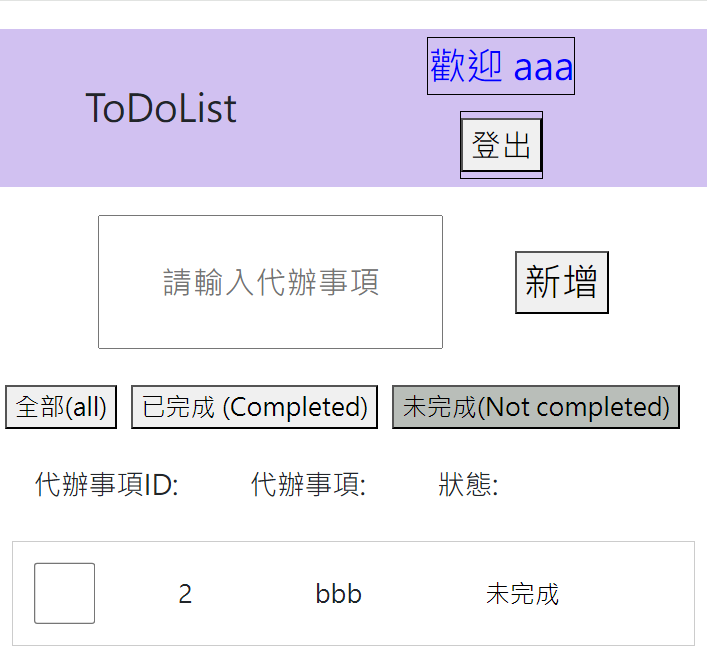 歡迎 aaa
ToDoList
登出
請輸入代辦事項
新增
全部(all) 已完成 (Completed) 未完成(Not completed)
代辦事項ID: 代辦事項: 狀態:
2 bbb 未完成